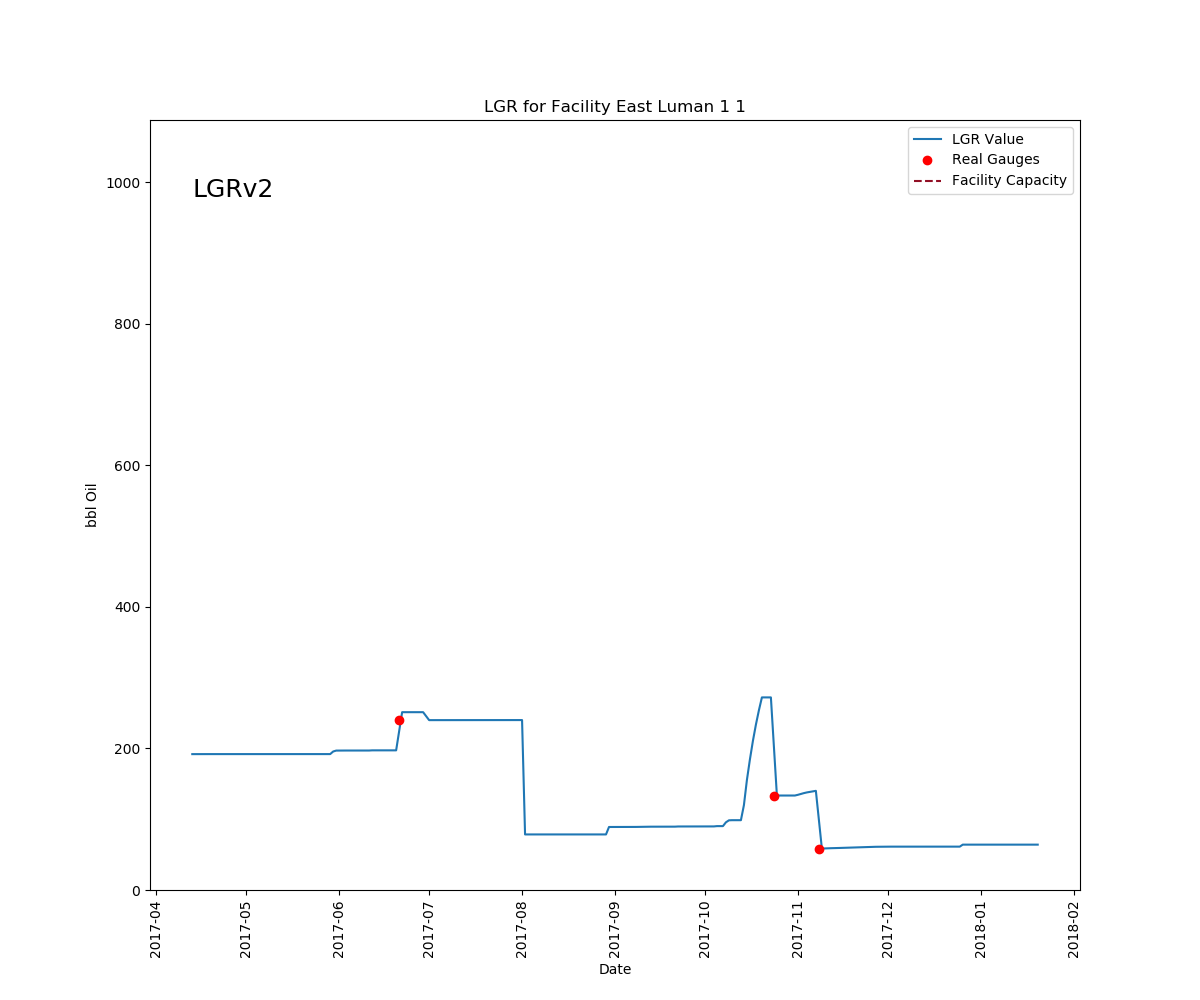 LGR for Facility East Luman 1 1
LGR Value
Real Gauges
Facility Capacity
LGRv2
1000
800
600
400
200
0
bbl Oil
2017-04
2017-05
2017-06
2017-07
2017-08
2017-09
2017-10
2017-11
2017-12
2018-01
2018-02
Date